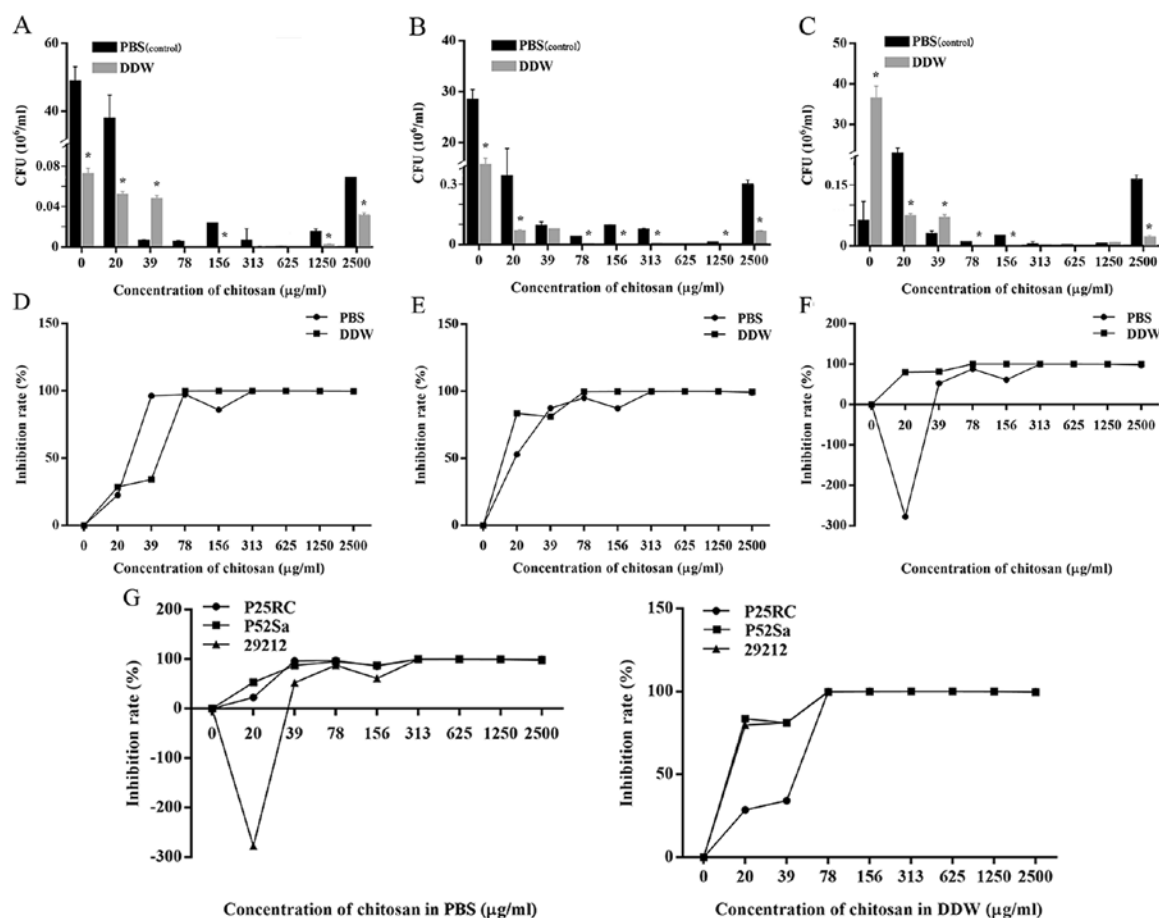 A
PBS(control)
DDW
CFU (10⁶/ml)
60
40
0.08
0.04
0
* * * * * *
0 20 39 78 156 313 625 1250 2500
Concentration of chitosan (μg/ml)
B
PBS(control)
DDW
CFU (10⁶/ml)
40
30
20
0.3
0
* * * * * * *
0 20 39 78 156 313 625 1250 2500
Concentration of chitosan (μg/ml)
C
PBS(control)
DDW
CFU (10⁶/ml)
50
40
30
0.15
0
* * * * * *
0 20 39 78 156 313 625 1250 2500
Concentration of chitosan (μg/ml)
D
PBS
DDW
Inhibition rate (%)
150
100
50
0
0 20 39 78 156 313 625 1250 2500
Concentration of chitosan (μg/ml)
E
PBS
DDW
Inhibition rate (%)
150
100
50
0
0 20 39 78 156 313 625 1250 2500
Concentration of chitosan (μg/ml)
F
PBS
DDW
Inhibition rate (%)
200
100
0
-100
-200
-300
0 20 39 78 156 313 625 1250 2500
Concentration of chitosan (μg/ml)
G
P25RC
P52Sa
29212
Inhibition rate (%)
200
100
0
-100
-200
-300
0 20 39 78 156 313 625 1250 2500
Concentration of chitosan in PBS (μg/ml)
P25RC
P52Sa
29212
Inhibition rate (%)
150
100
50
0
0 20 39 78 156 313 625 1250 2500
Concentration of chitosan in DDW (μg/ml)